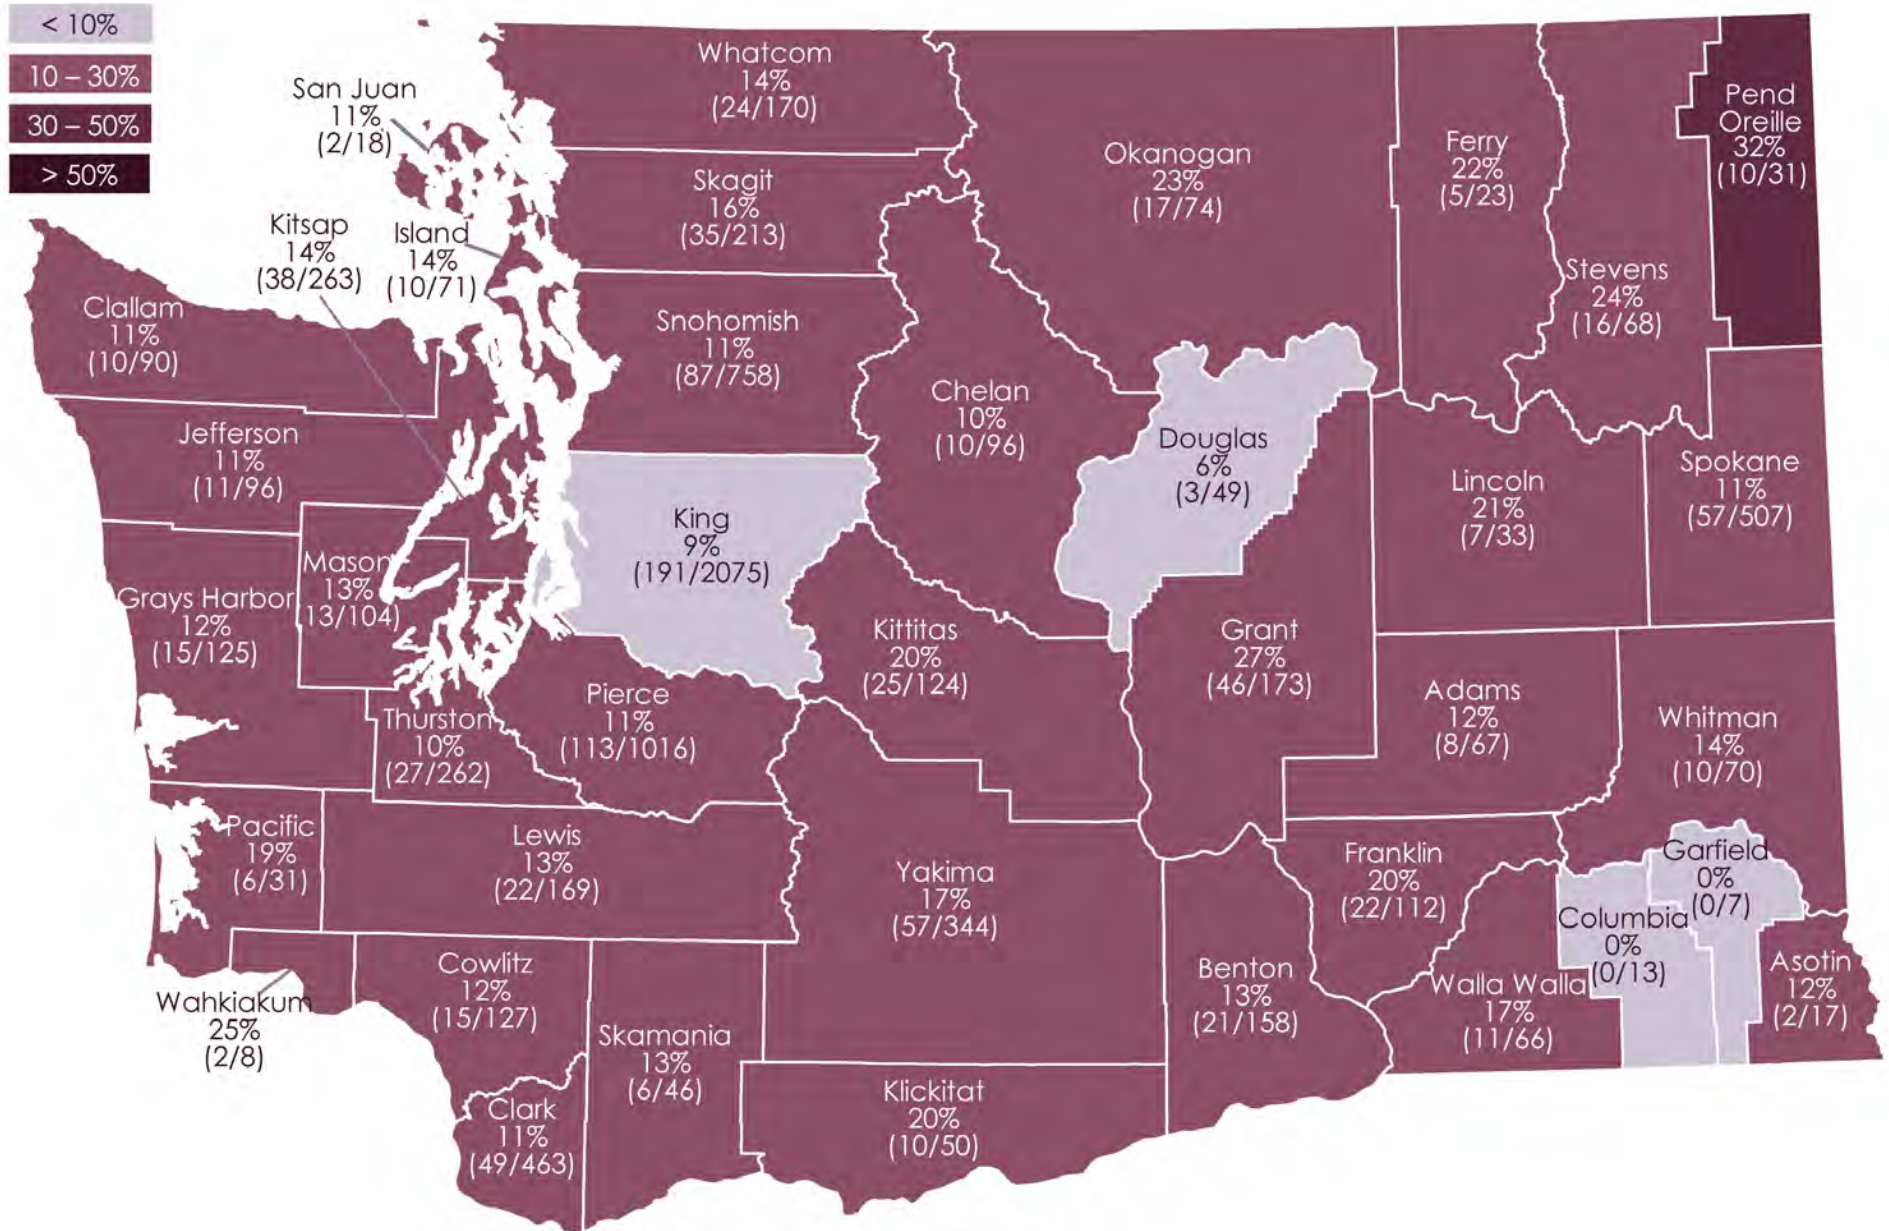 < 10%
10 – 30%
30 – 50%
> 50%
Whatcom
14%
(24/170)
San Juan
11%
(2/18)
Skagit
16%
(35/213)
Kitsap
14%
(38/263)
Island
14%
(10/71)
Okanogan
23%
(17/74)
Ferry
22%
(5/23)
Pend
Oreille
32%
(10/31)
Stevens
24%
(16/68)
Clallam
11%
(10/90)
Snohomish
11%
(87/758)
Chelan
10%
(10/96)
Douglas
6%
(3/49)
Jefferson
11%
(11/96)
Lincoln
21%
(7/33)
Spokane
11%
(57/507)
King
9%
(191/2075)
Mason
13%
(13/104)
Grays Harbor
12%
(15/125)
Kittitas
20%
(25/124)
Grant
27%
(46/173)
Adams
12%
(8/67)
Whitman
14%
(10/70)
Thurston
10%
(27/262)
Pierce
11%
(113/1016)
Pacific
19%
(6/31)
Lewis
13%
(22/169)
Yakima
17%
(57/344)
Franklin
20%
(22/112)
Garfield
0%
(0/7)
Columbia
0%
(0/13)
Wahkiakum
25%
(2/8)
Cowlitz
12%
(15/127)
Skamania
13%
(6/46)
Benton
13%
(21/158)
Walla Walla
17%
(11/66)
Asotin
12%
(2/17)
Clark
11%
(49/463)
Klickitat
20%
(10/50)